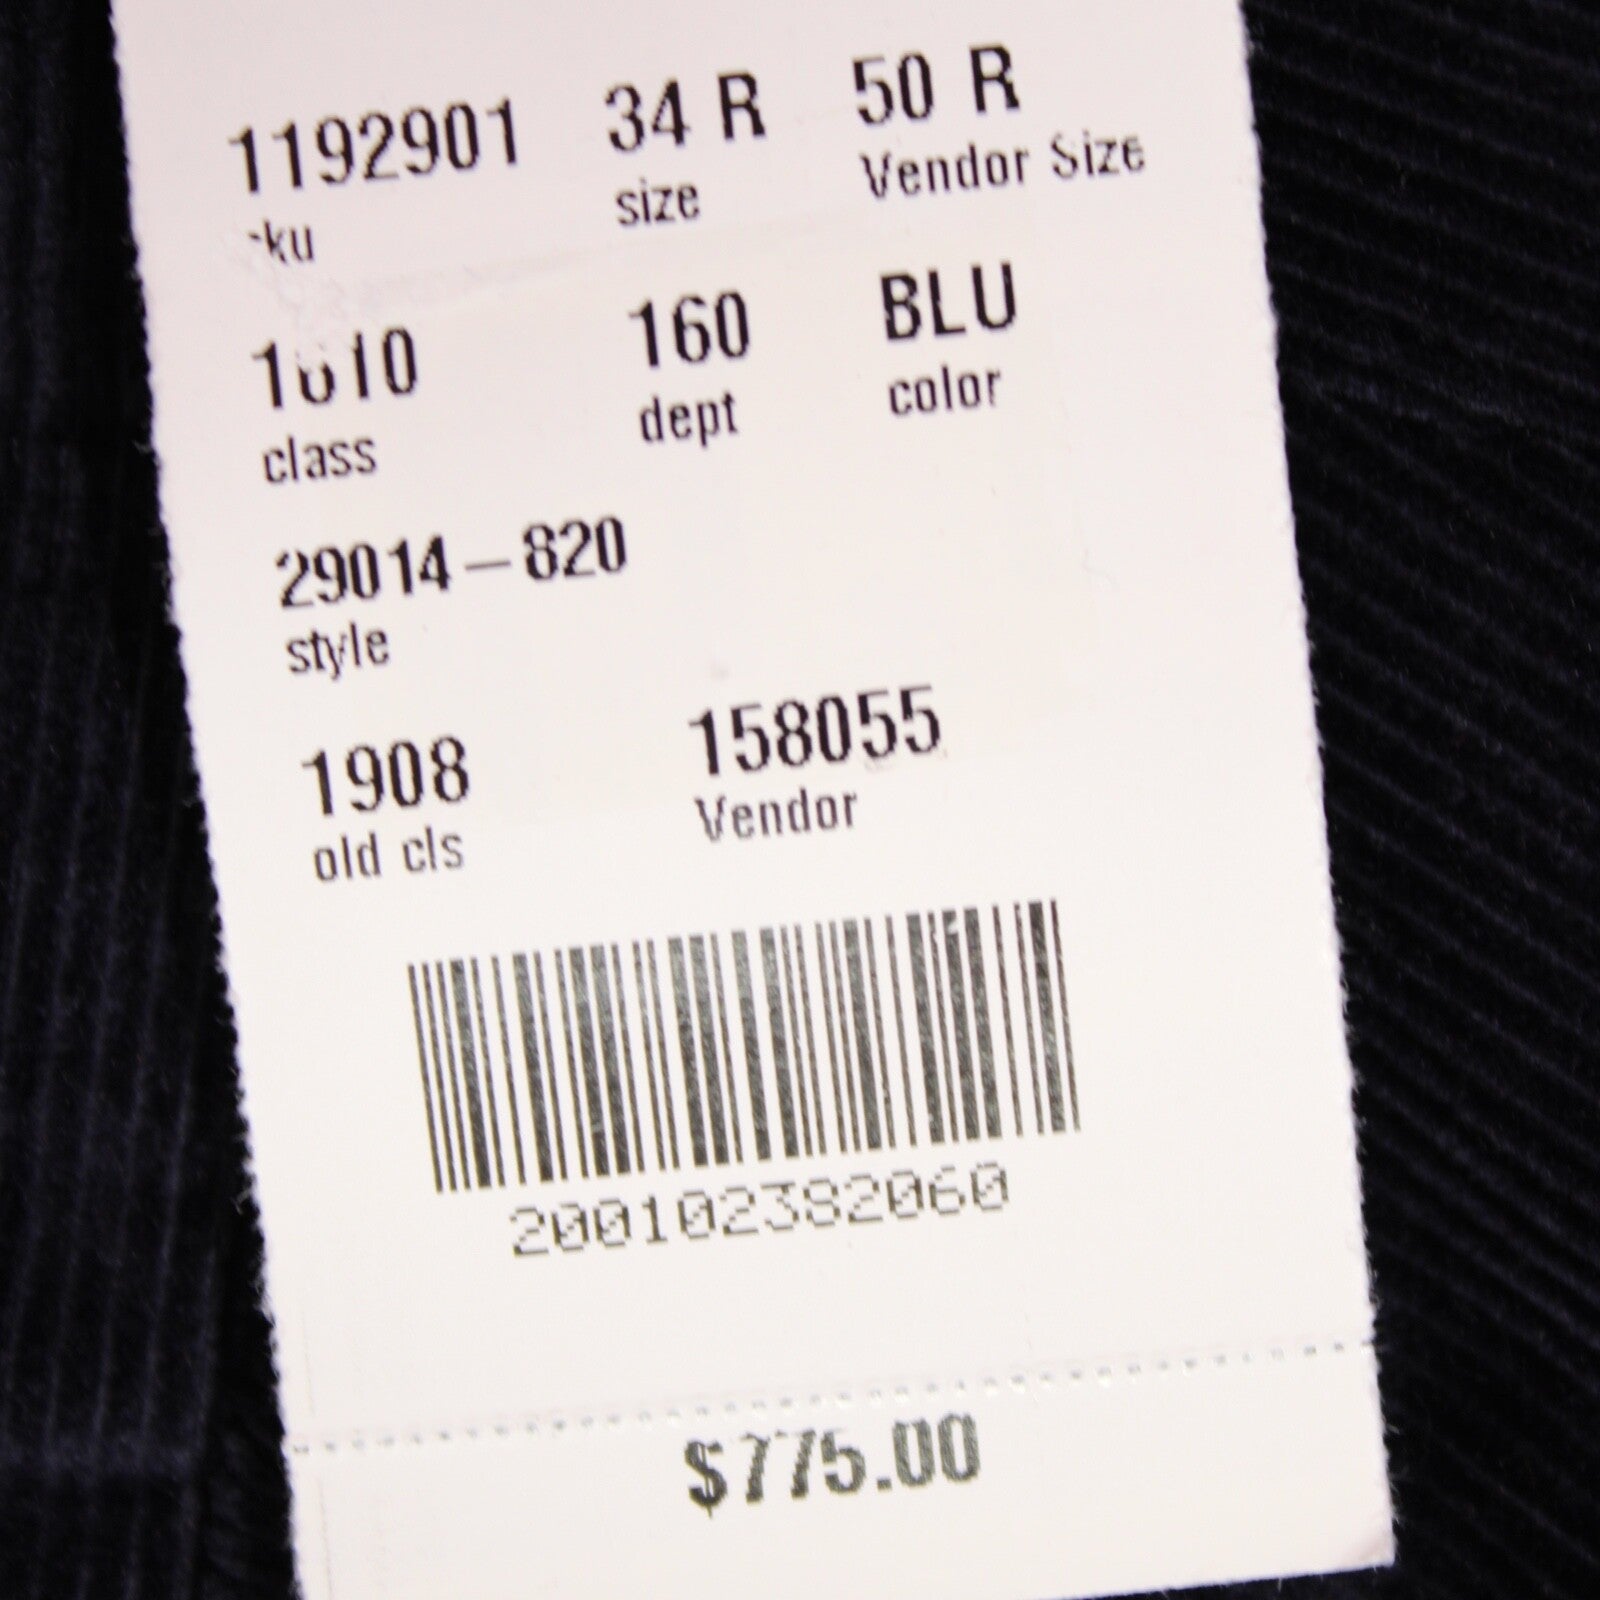 1192901 34 R 50 R
sku size Vendor Size
160 BLU
class dept color
29014-820
style
1908 158055
old cls Vendor
200102382060
$775.00